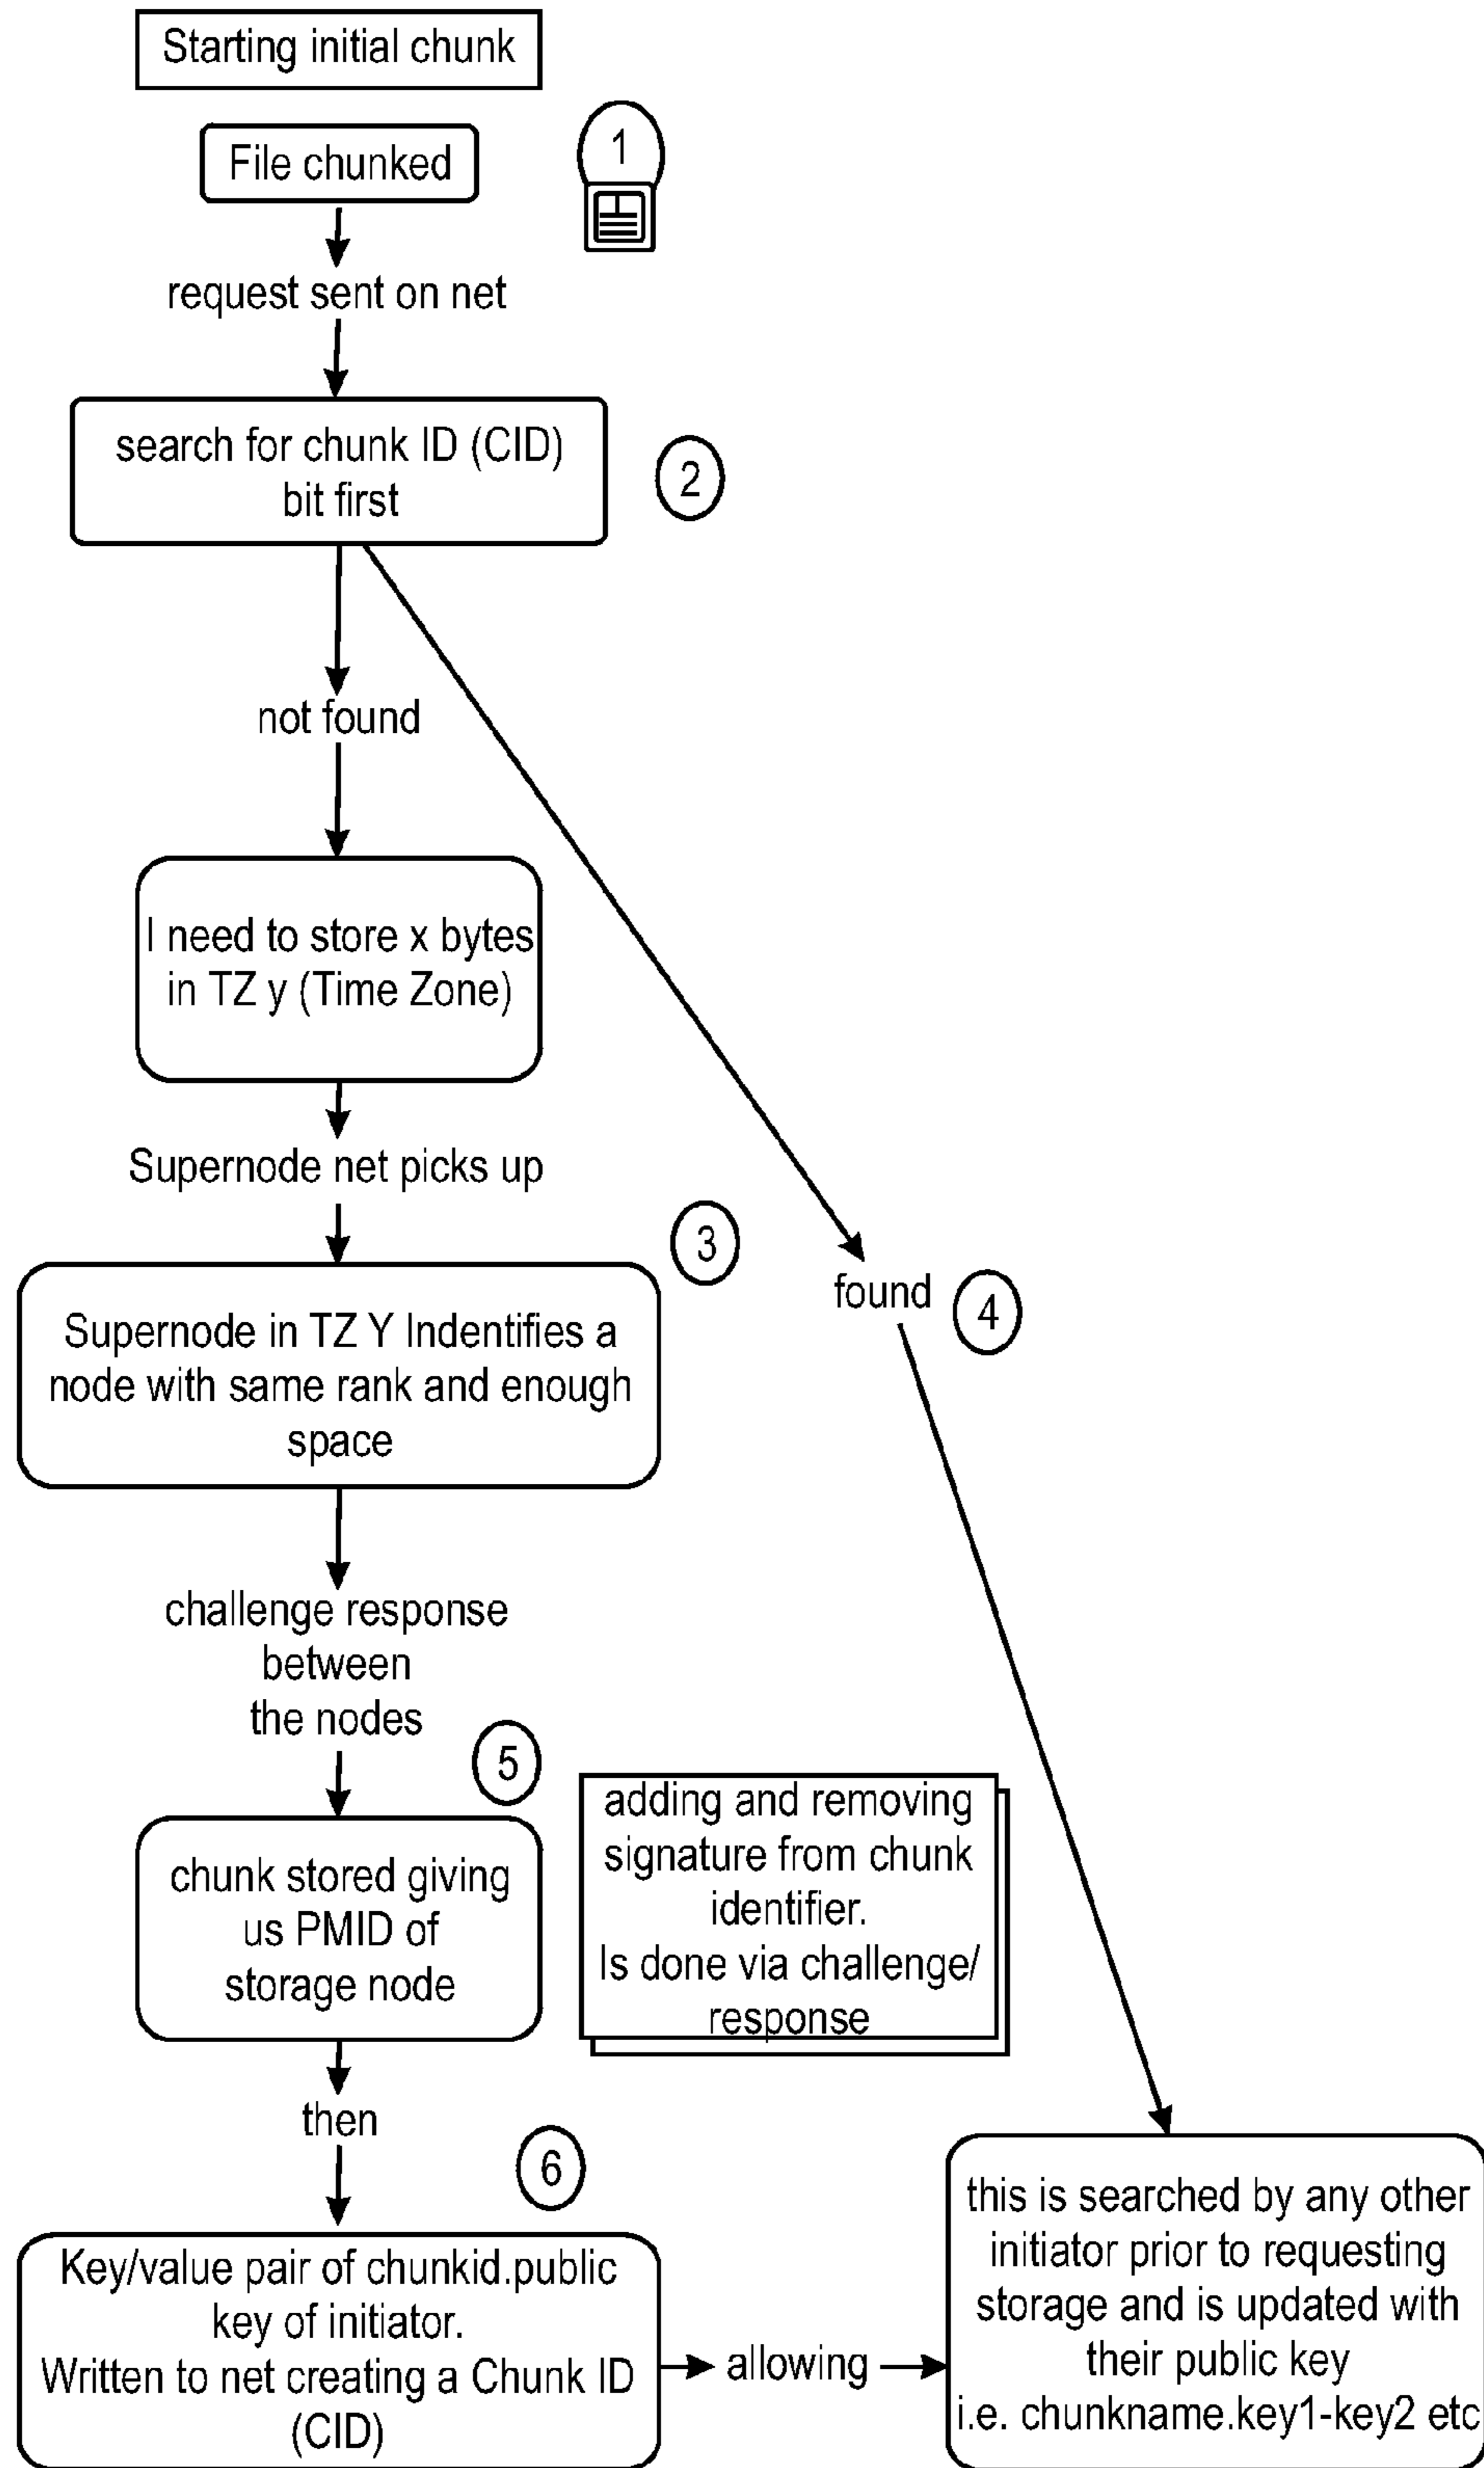 Starting initial chunk
File chunked
1
request sent on net
search for chunk ID (CID)
bit first
2
not found
I need to store x bytes
in TZ y (Time Zone)
Supernode net picks up
3
Supernode in TZ Y Indentifies a
node with same rank and enough
space
found
4
challenge response
between
the nodes
5
chunk stored giving
us PMID of
storage node
adding and removing
signature from chunk
identifier.
Is done via challenge/
response
then
6
Key/value pair of chunkid.public
key of initiator.
Written to net creating a Chunk ID
(CID)
allowing
this is searched by any other
initiator prior to requesting
storage and is updated with
their public key
i.e. chunkname.key1-key2 etc